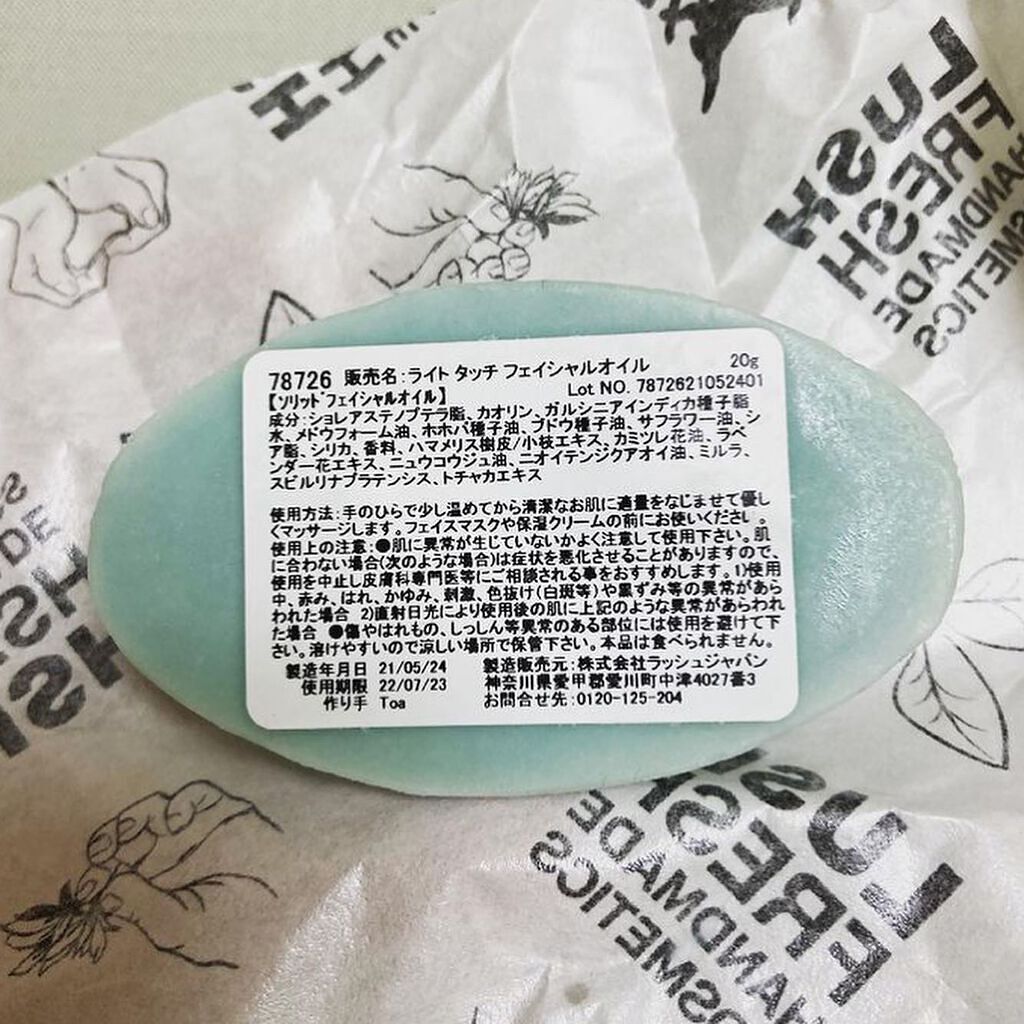 78726 販売名:ライト タッチ フェイシャルオイル 20g
【ソリッドフェイシャルオイル】 Lot NO. 7872621052401
成分:ショレアステノプテラ脂、カオリン、ガルシニアインディカ種子脂
水、メドウフォーム油、ホホバ種子油、ブドウ種子油、サフラワー油、シ
ア脂、シリカ、香料、ハマメリス樹皮/小枝エキス、カミツレ花油、ラベ
ンダー花エキス、ニュウコウジュ油、ニオイテンジクアオイ油、ミルラ、
スピルリナプラテンシス、トチャカエキス
使用方法:手のひらで少し温めてから清潔なお肌に適量をなじませて優し
くマッサージします。フェイスマスクや保湿クリームの前にお使いください。
使用上の注意:●肌に異常が生じていないかよく注意して使用下さい。肌
に合わない場合(次のような場合)は症状を悪化させることがありますので、
使用を中止し皮膚科専門医等にご相談される事をおすすめします。1)使用
中、赤み、はれ、かゆみ、刺激、色抜け(白斑等)や黒ずみ等の異常があら
われた場合 2)直射日光により使用後の肌に上記のような異常があらわれ
た場合 ●傷やはれもの、しっしん等異常のある部位には使用を避けて下
さい。溶けやすいので涼しい場所で保管下さい。本品は食べられません。
製造年月日 21/05/24 製造販売元:株式会社ラッシュジャパン
使用期限 22/07/23 神奈川県愛甲郡愛川町中津4027番3
作り手 Toa お問合せ先:0120-125-204
LUSH
FRESH
HANDMADE
COSMETICS
LUSH
FRESH
HANDMADE
COSMETICS